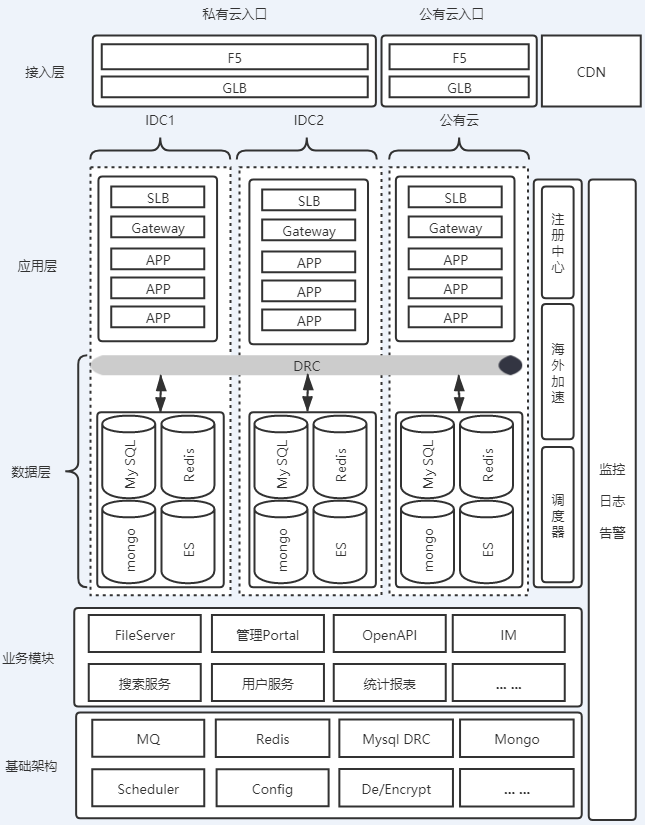 私有云入口 公有云入口
接入层 F5 F5 CDN
GLB GLB
IDC1 IDC2 公有云
SLB SLB SLB
Gateway Gateway Gateway
应用层 APP APP APP
APP APP APP
APP APP APP
注册中心
海外加速
调度器
DRC
数据层
My SQL Redis My SQL Redis My SQL Redis
mongo ES mongo ES mongo ES
监控
日志
告警
业务模块
FileServer 管理Portal OpenAPI IM
搜索服务 用户服务 统计报表 ... ...
基础架构
MQ Redis Mysql DRC Mongo
Scheduler Config De/Encrypt ... ...